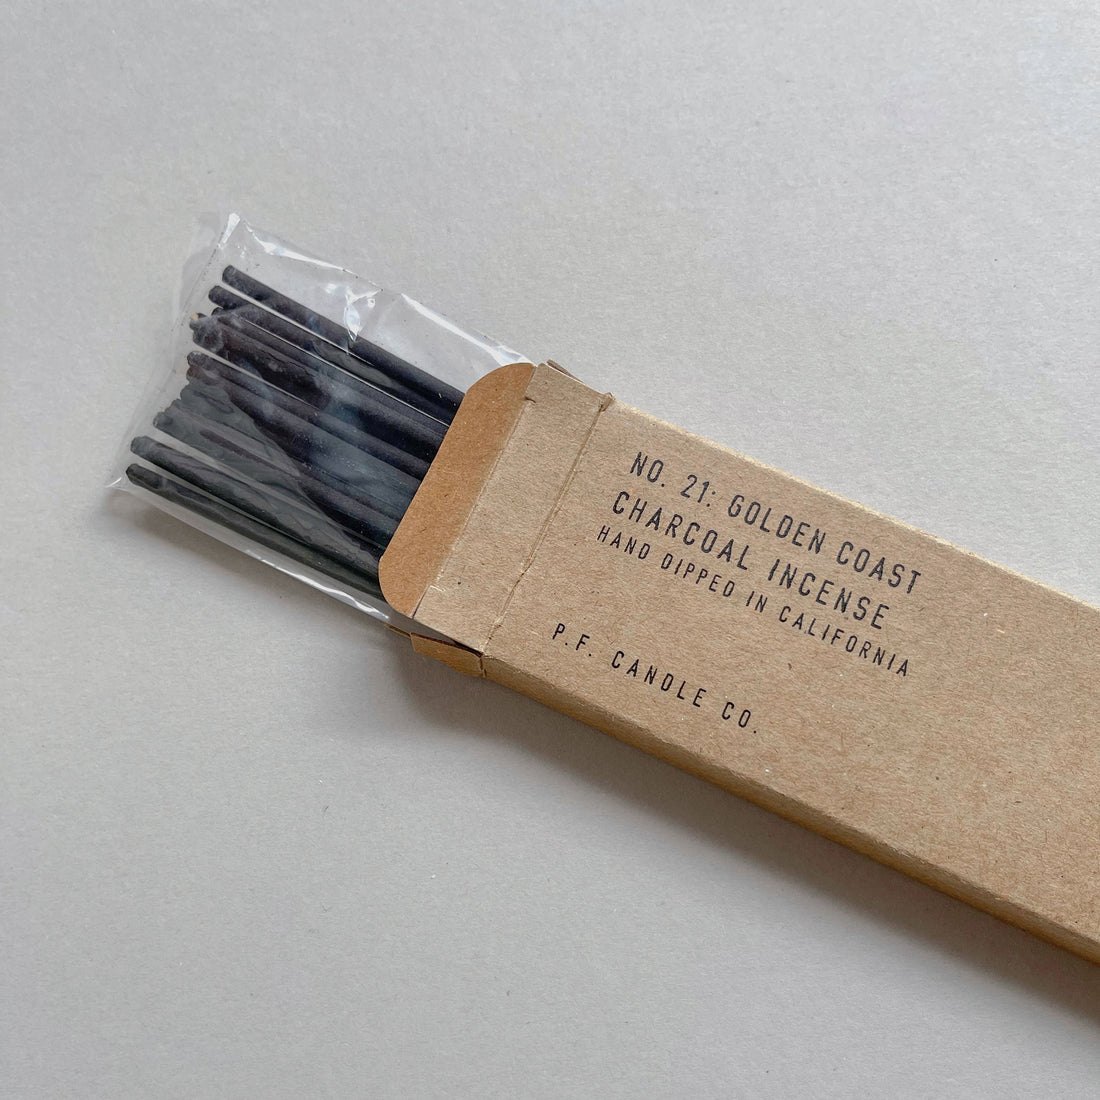 NO. 21: GOLDEN COAST
CHARCOAL INCENSE
HAND DIPPED IN CALIFORNIA
P.F. CANDLE CO.